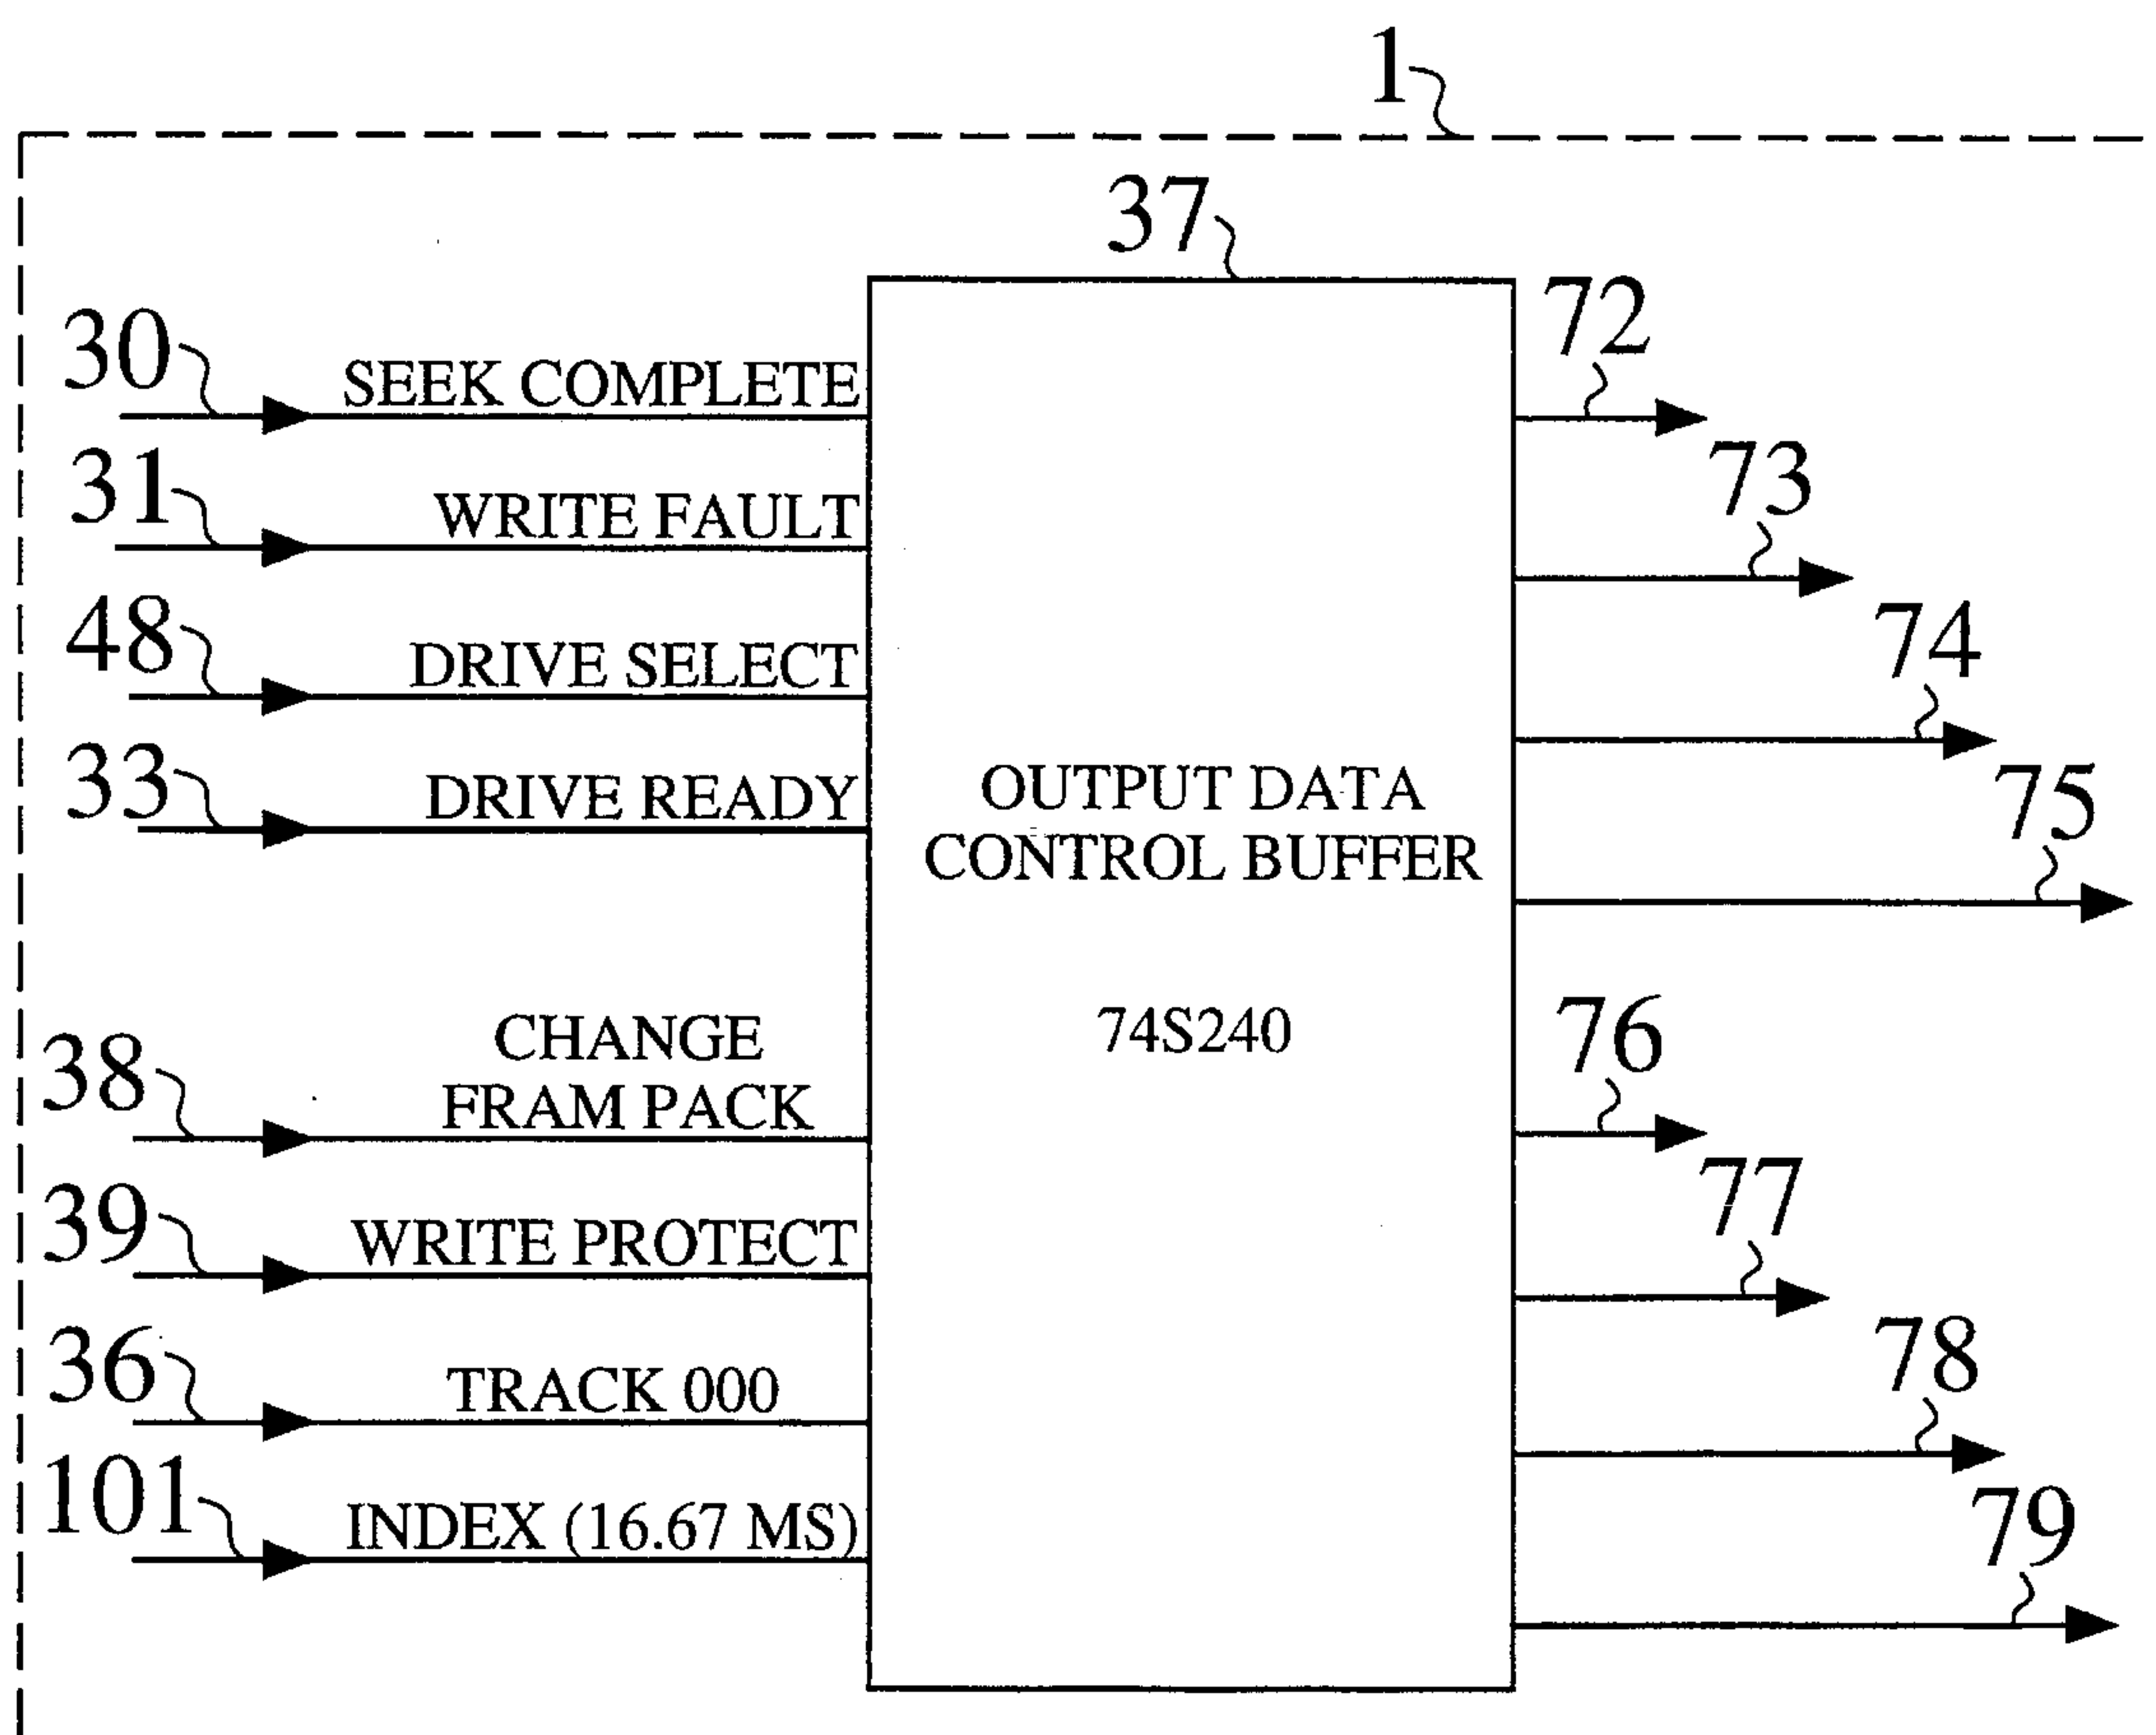 1
37
30
SEEK COMPLETE
72
31
WRITE FAULT
73
48
DRIVE SELECT
74
33
DRIVE READY
75
OUTPUT DATA
CONTROL BUFFER
74S240
38
CHANGE
FRAM PACK
76
39
WRITE PROTECT
77
36
TRACK 000
78
101
INDEX (16.67 MS)
79